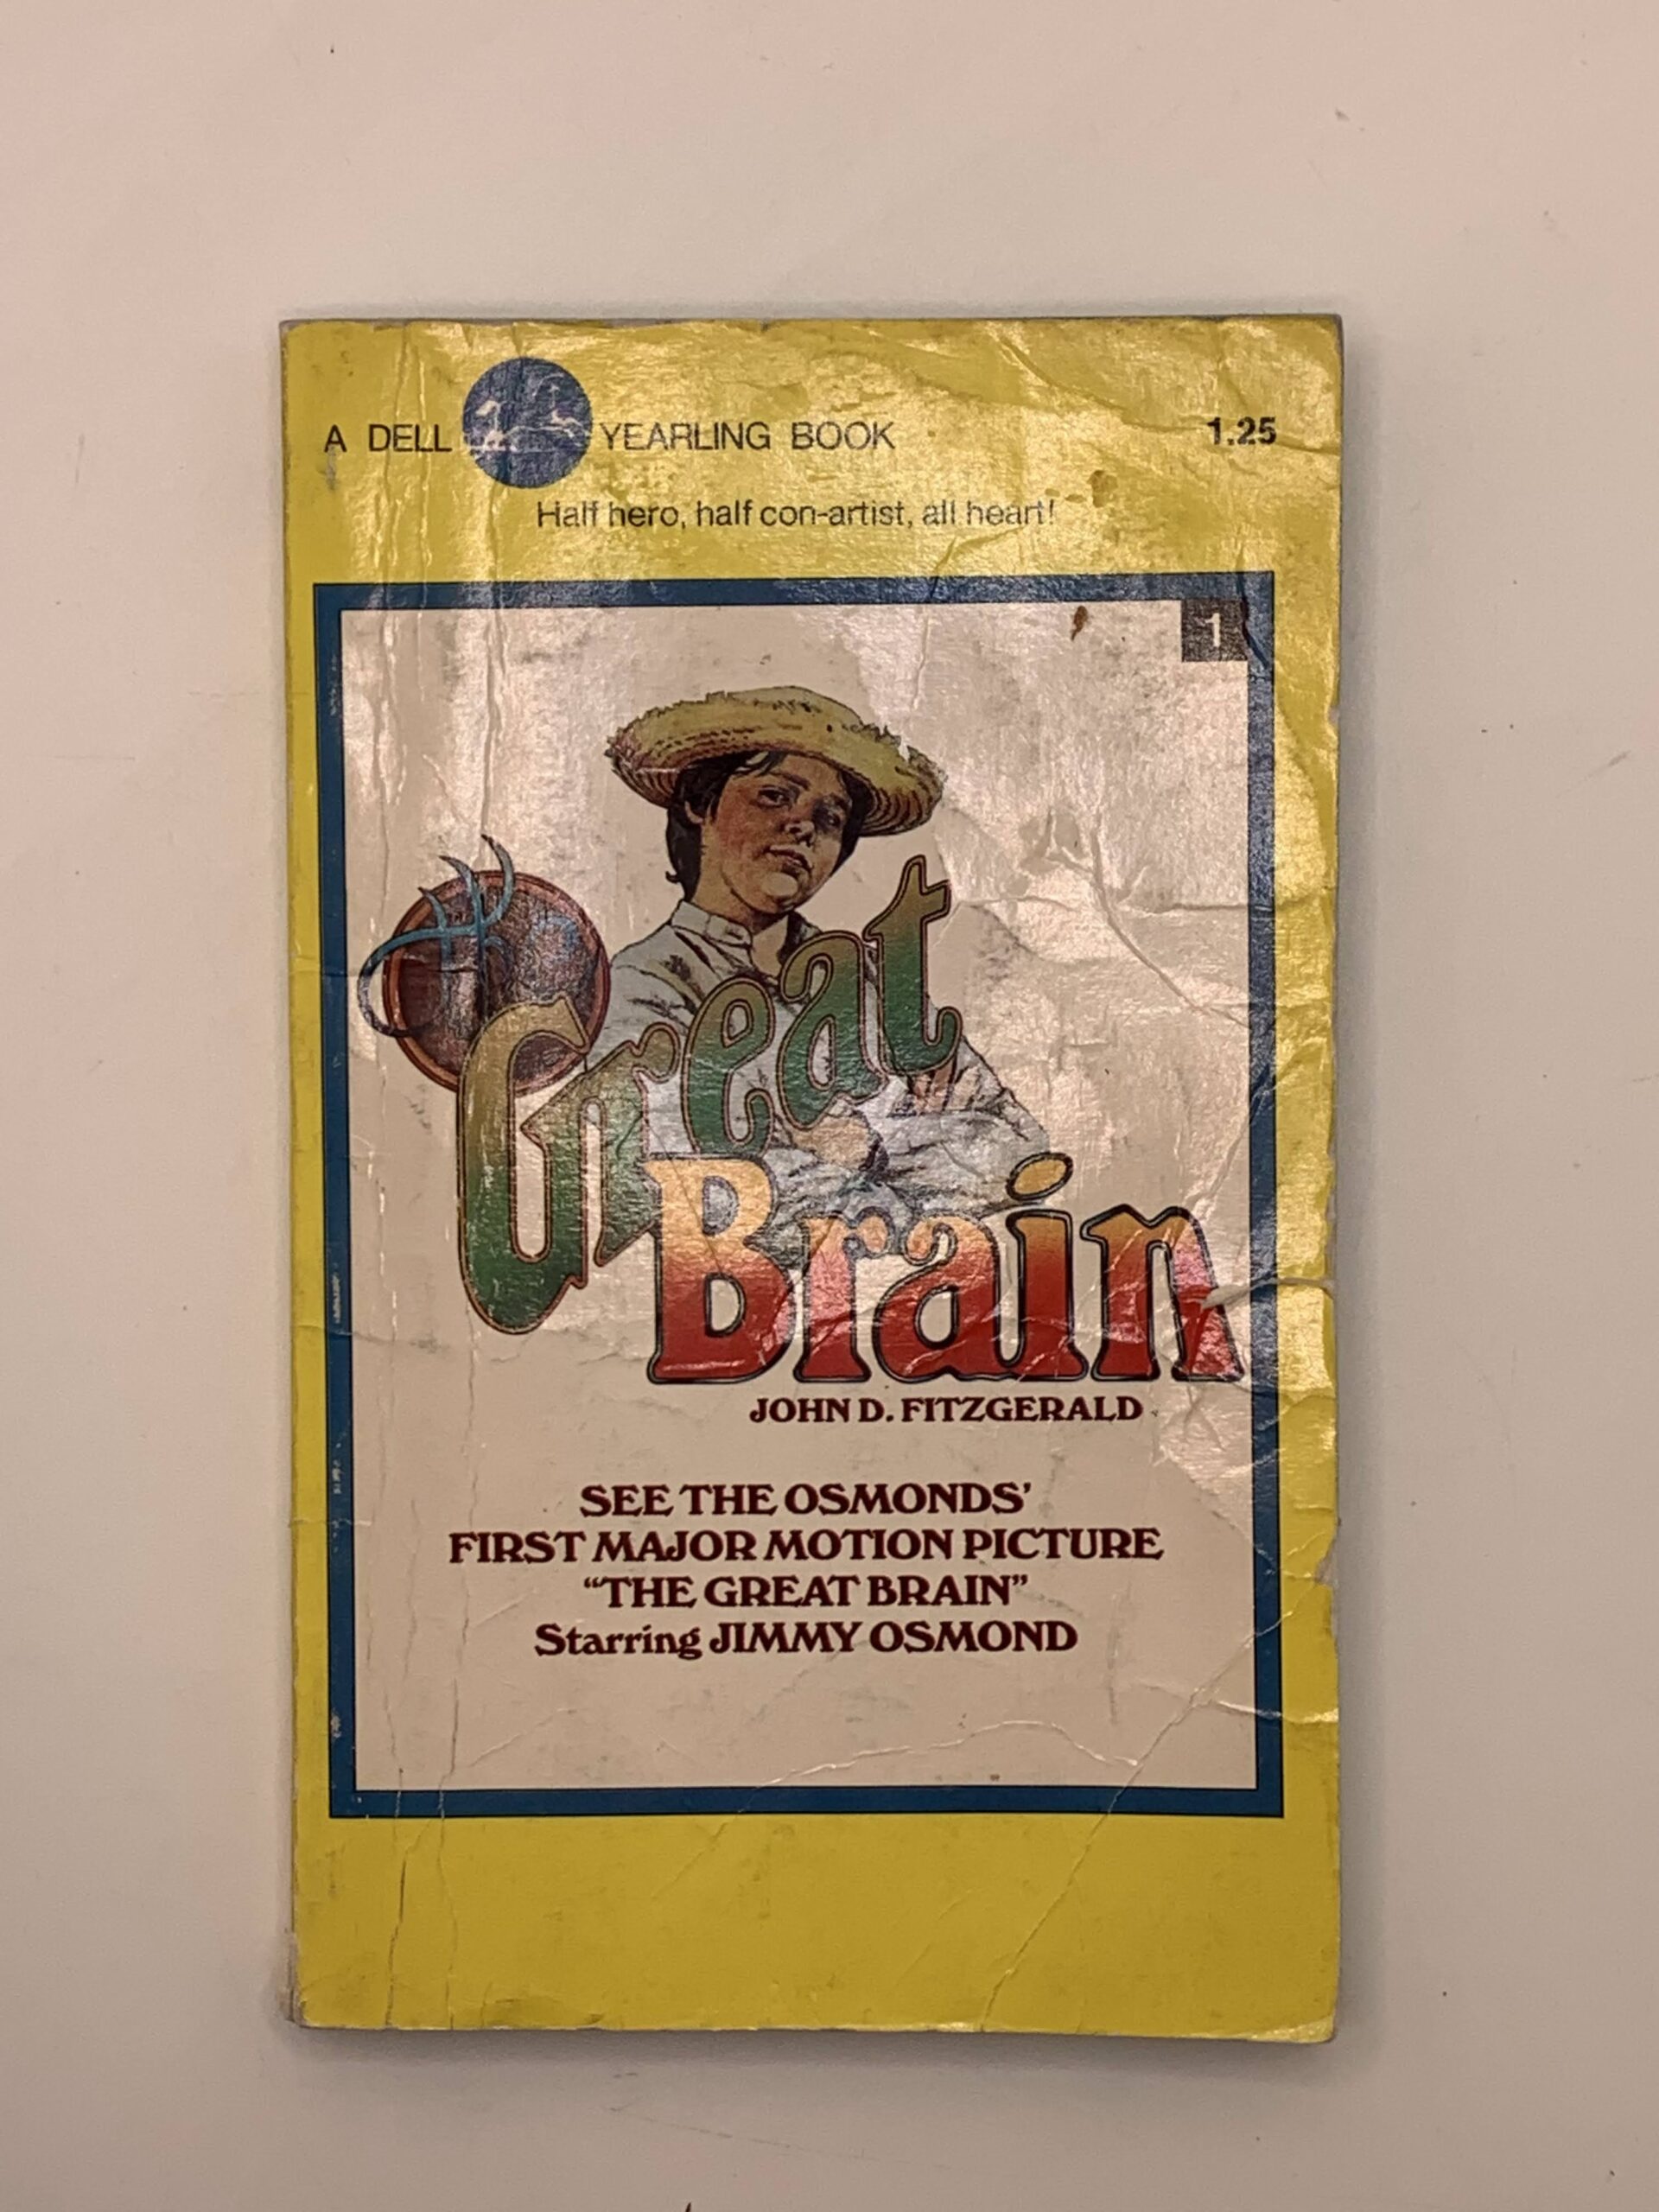 A DELL YEARLING BOOK 1.25
Half hero, half con-artist, all heart!
1
The
Great
Brain
JOHN D. FITZGERALD
SEE THE OSMONDS'
FIRST MAJOR MOTION PICTURE
“THE GREAT BRAIN”
Starring JIMMY OSMOND